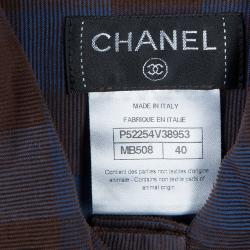 CHANEL
MADE IN ITALY
FABRIQUE EN ITALIE
P52254V38953
MB508 40
Contient des parties non textiles d'origine
animale - Contains non textile parts of
animal origin